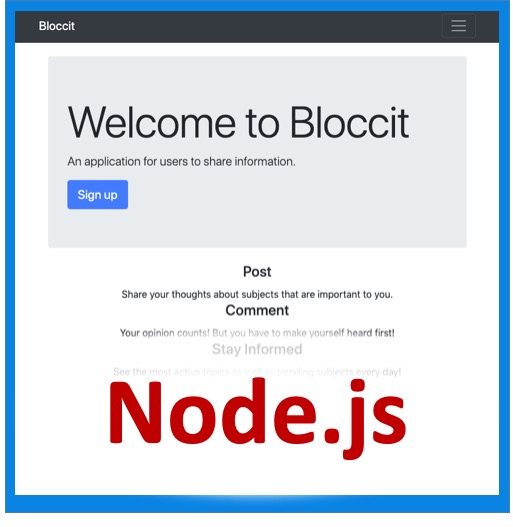 Bloccit
Welcome to Bloccit
An application for users to share information.
Sign up
Post
Share your thoughts about subjects that are important to you.
Comment
Your opinion counts! But you have to make yourself heard first!
Stay Informed
See the most active topics as well as trending subjects every day!
Node.js